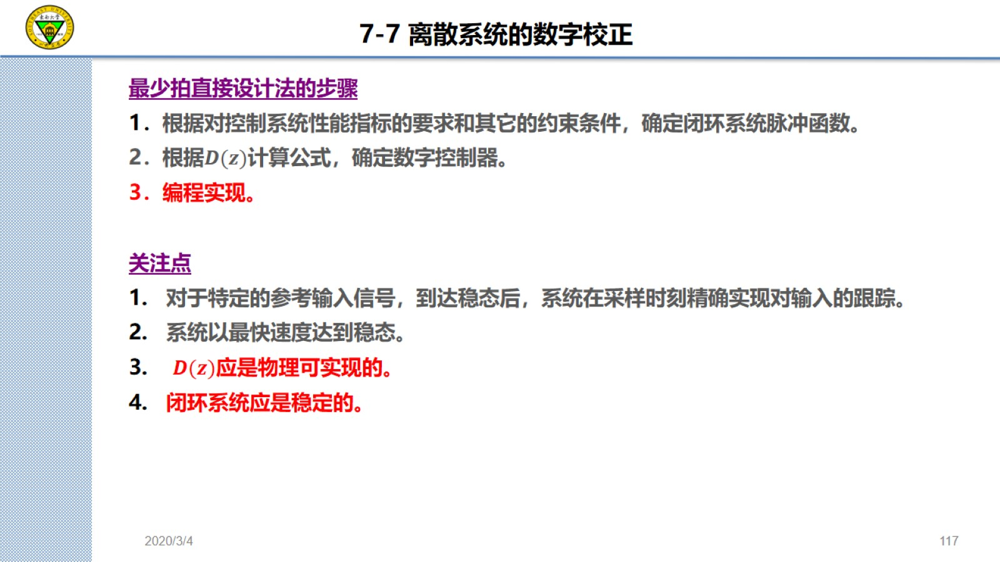 SOUTHEAST UNIVERSITY
7-7 离散系统的数字校正
最少拍直接设计法的步骤
1. 根据对控制系统性能指标的要求和其它的约束条件，确定闭环系统脉冲函数。
2. 根据D(z)计算公式，确定数字控制器。
3. 编程实现。
关注点
1. 对于特定的参考输入信号，到达稳态后，系统在采样时刻精确实现对输入的跟踪。
2. 系统以最快速度达到稳态。
3. D(z)应是物理可实现的。
4. 闭环系统应是稳定的。
2020/3/4
117